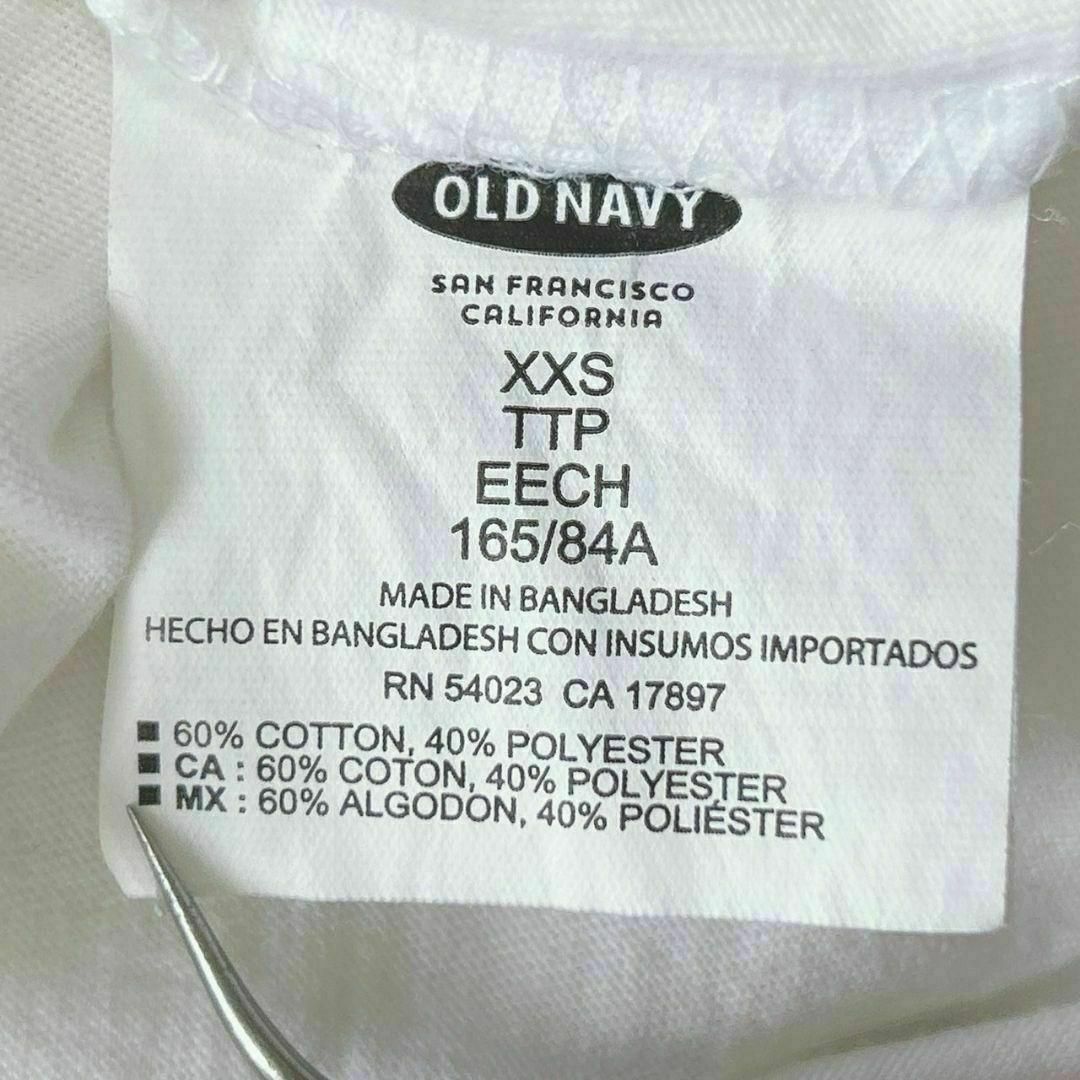 OLD NAVY
SAN FRANCISCO
CALIFORNIA
XXS
TTP
EECH
165/84A
MADE IN BANGLADESH
HECHO EN BANGLADESH CON INSUMOS IMPORTADOS
RN 54023 CA 17897
■ 60% COTTON, 40% POLYESTER
■ CA : 60% COTON, 40% POLYESTER
■ MX : 60% ALGODON, 40% POLIÉSTER